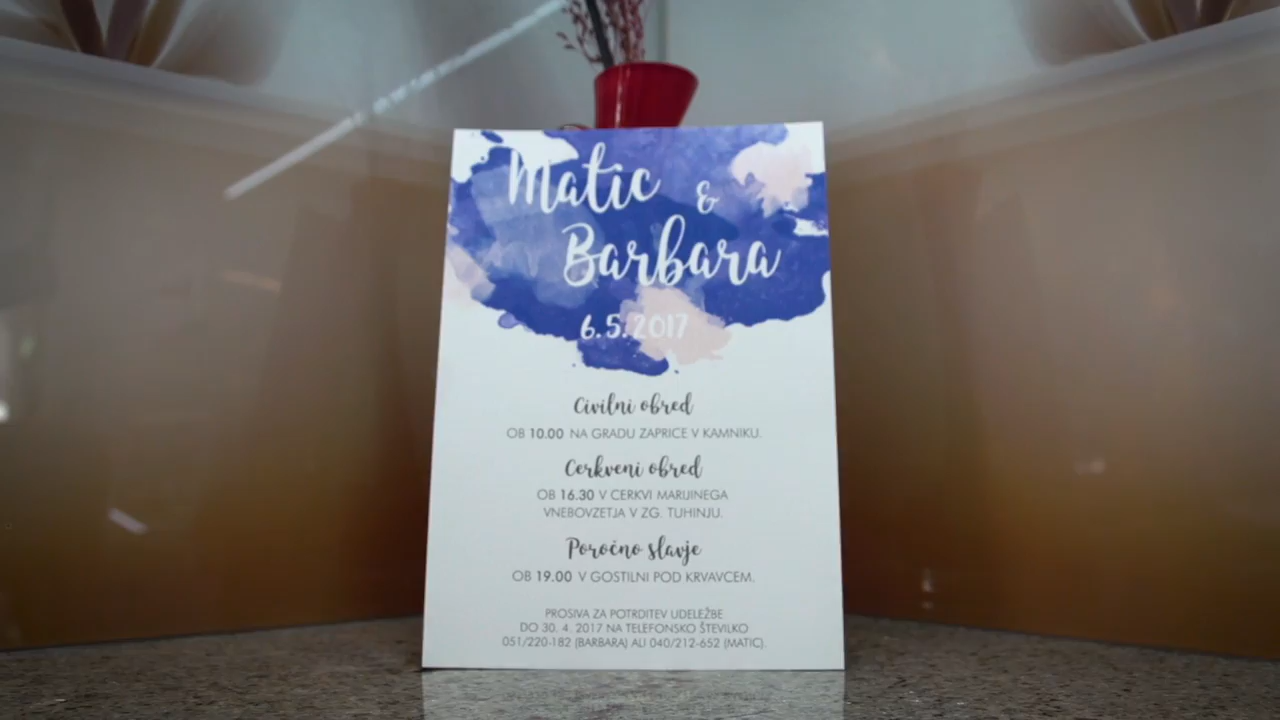 Matic &
Barbara
6.5.2017
Civilni obred
OB 10.00 NA GRADU ZAPRICE V KAMNIKU.
Cerkveni obred
OB 16.30 V CERKVI MARIJINEGA
VNEBOVZETJA V ZG. TUHINJU.
Poročno slavje
OB 19.00 V GOSTILNI POD KRVAVCEM.
PROSIVA ZA POTRDITEV UDELEŽBE
DO 30. 4. 2017 NA TELEFONSKO ŠTEVILKO
051/220-182 (BARBARA) ALI 040/212-652 (MATIC).